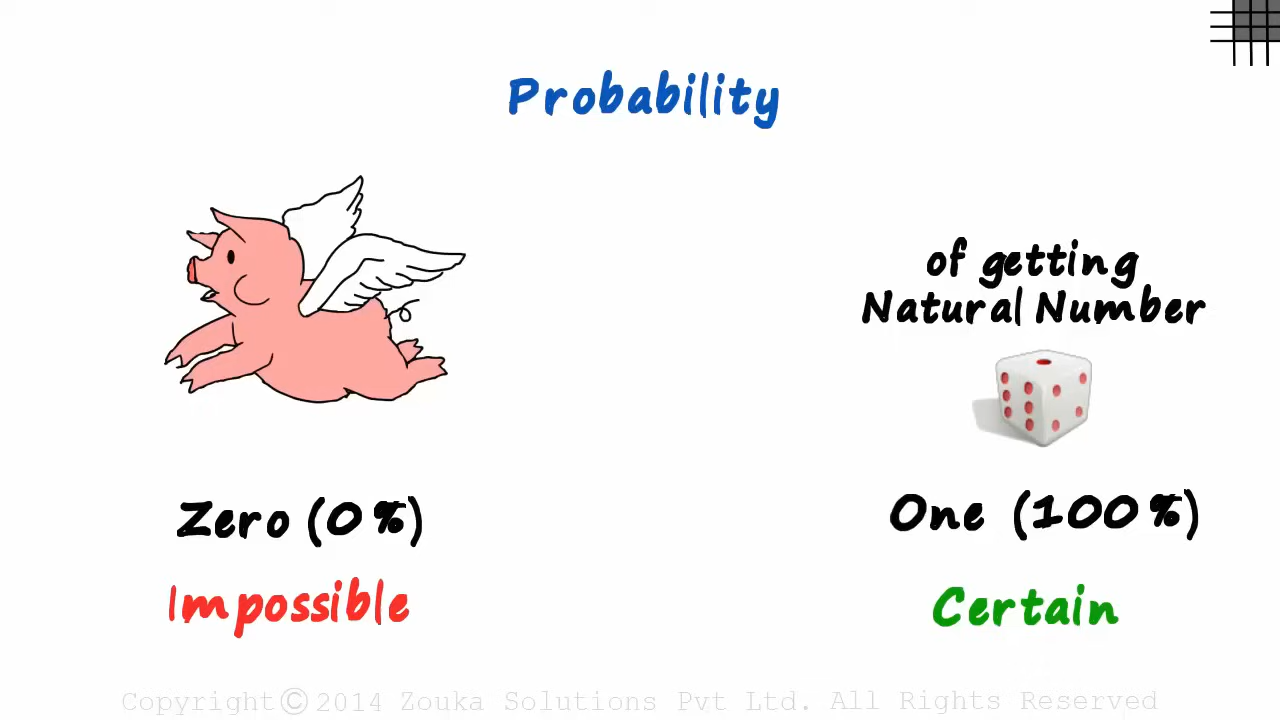 Probability
of getting
Natural Number
Zero (0%)
One (100%)
Impossible
Certain
Copyright©2014 Zouka Solutions Pvt Ltd. All Rights Reserved